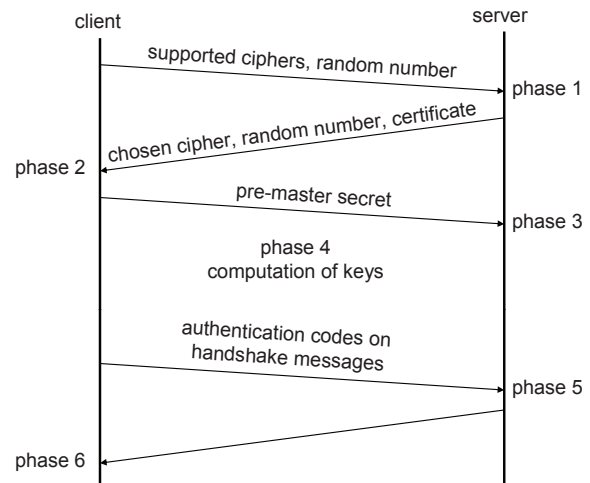 client
server
supported ciphers, random number
phase 1
chosen cipher, random number, certificate
phase 2
pre-master secret
phase 3
phase 4
computation of keys
authentication codes on
handshake messages
phase 5
phase 6